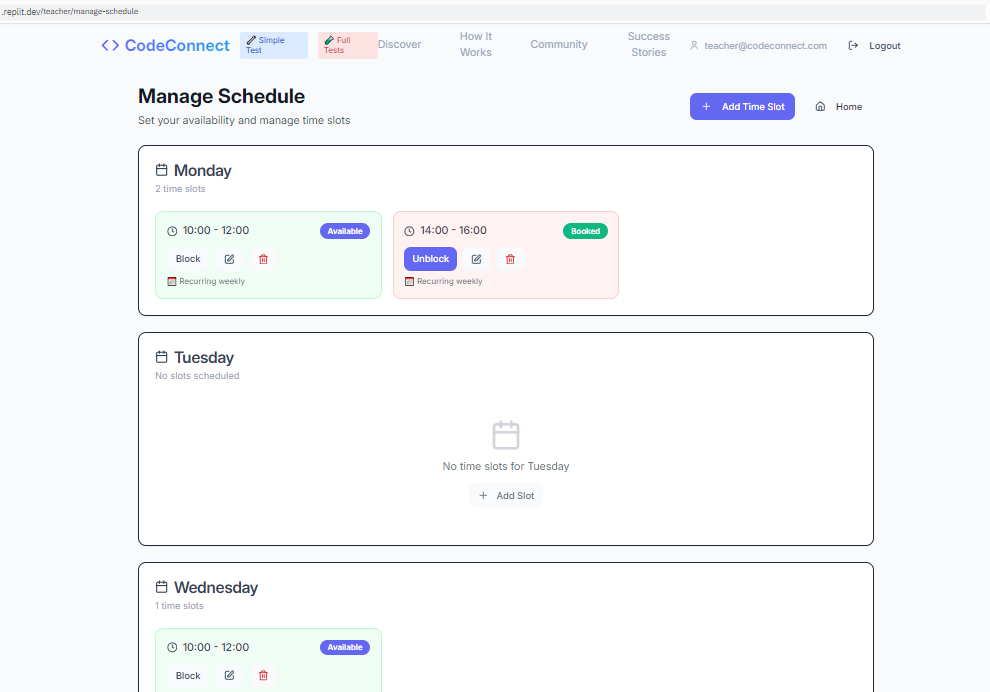 .replit.dev/teacher/manage-schedule
CodeConnect
Simple
Test
Full
Tests
Discover
How It
Works
Community
Success
Stories
teacher@codeconnect.com
Logout
Manage Schedule
Set your availability and manage time slots
Add Time Slot
Home
Monday
2 time slots
10:00 - 12:00 Available
Block
Recurring weekly
14:00 - 16:00 Booked
Unblock
Recurring weekly
Tuesday
No slots scheduled
No time slots for Tuesday
Add Slot
Wednesday
1 time slots
10:00 - 12:00 Available
Block